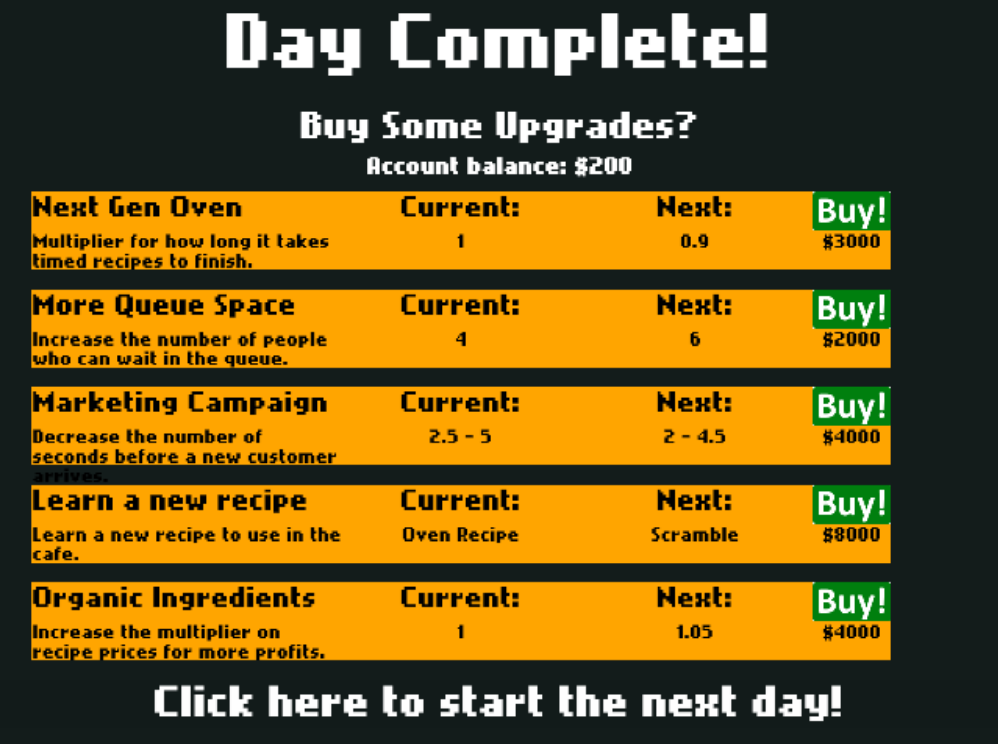 Day Complete!
Buy Some Upgrades?
Account balance: $200
Next Gen Oven Current: Next: Buy!
Multiplier for how long it takes 1 0.9 $3000
timed recipes to finish.
More Queue Space Current: Next: Buy!
Increase the number of people 4 6 $2000
who can wait in the queue.
Marketing Campaign Current: Next: Buy!
Decrease the number of 2.5 - 5 2 - 4.5 $4000
seconds before a new customer
arrives.
Learn a new recipe Current: Next: Buy!
Learn a new recipe to use in the Oven Recipe Scramble $8000
cafe.
Organic Ingredients Current: Next: Buy!
Increase the multiplier on 1 1.05 $4000
recipe prices for more profits.
Click here to start the next day!